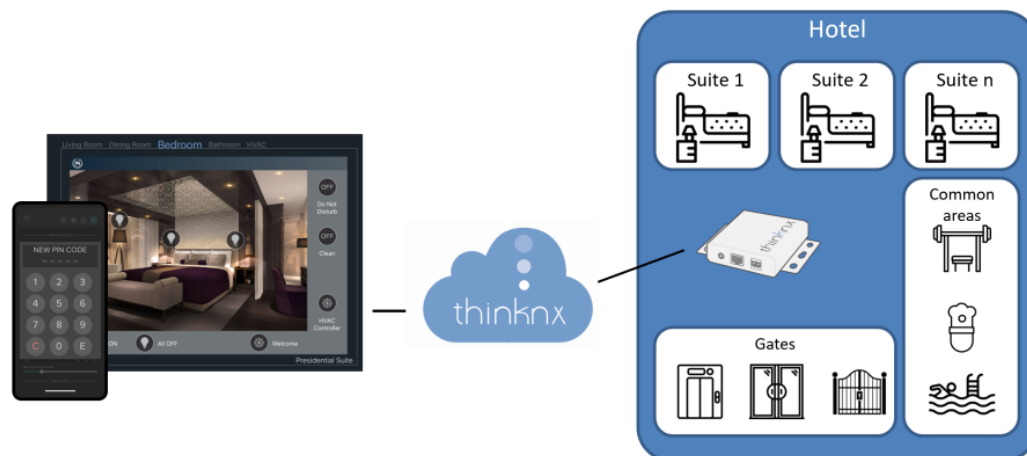 Hotel
Suite 1
Suite 2
Suite n
Living Room Dining Room Bedroom Bathroom HVAC
OFF
Do Not
Disturb
OFF
Clean
HVAC
Controller
ON
All OFF
Welcome
Presidential Suite
NEW PIN CODE
1 2 3
4 5 6
7 8 9
C 0 E
thinknx
thinknx
Common
areas
Gates